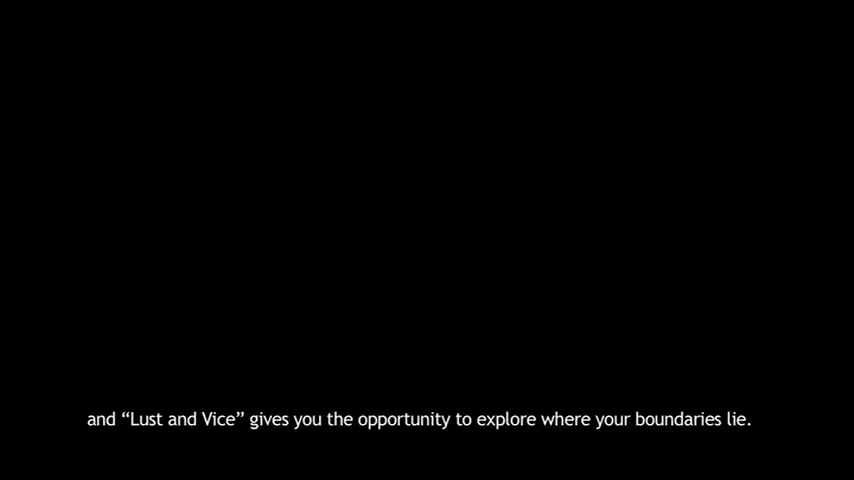 and “Lust and Vice” gives you the opportunity to explore where your boundaries lie.